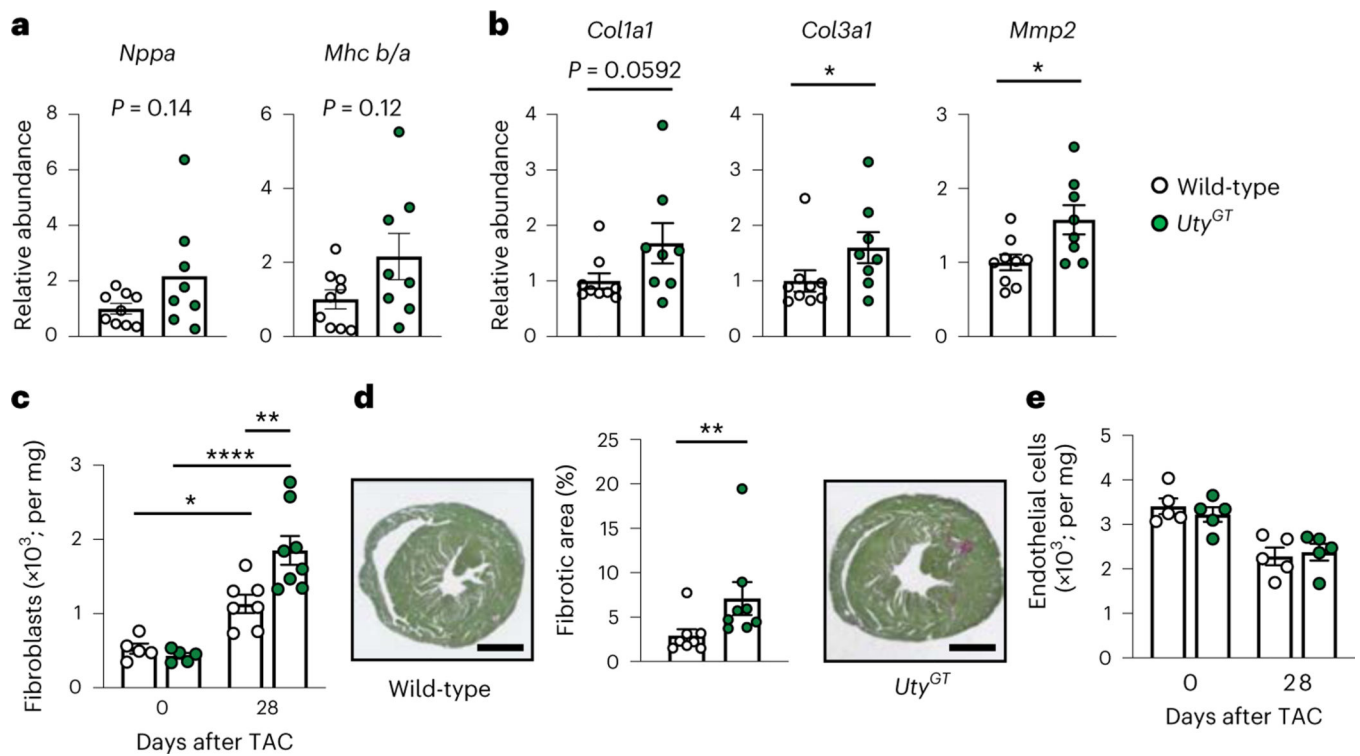 a
Nppa
P = 0.14
Relative abundance
8
6
4
2
0
Mhc b/a
P = 0.12
6
4
2
0
b
Col1a1
P = 0.0592
Relative abundance
4
3
2
1
0
Col3a1
*
4
3
2
1
0
Mmp2
*
3
2
1
0
Wild-type
Uty^GT
c
**
****
*
Fibroblasts (×10³; per mg)
3
2
1
0
0 28
Days after TAC
d
Wild-type
**
Fibrotic area (%)
25
20
15
10
5
0
Uty^GT
e
Endothelial cells
(×10³; per mg)
5
4
3
2
1
0
0 28
Days after TAC